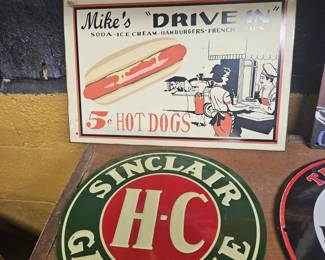 Mike's "DRIVE IN"
SODA-ICE CREAM-HAMBURGERS-FRENCH
5¢ HOT DOGS
SINCLAIR
H-C